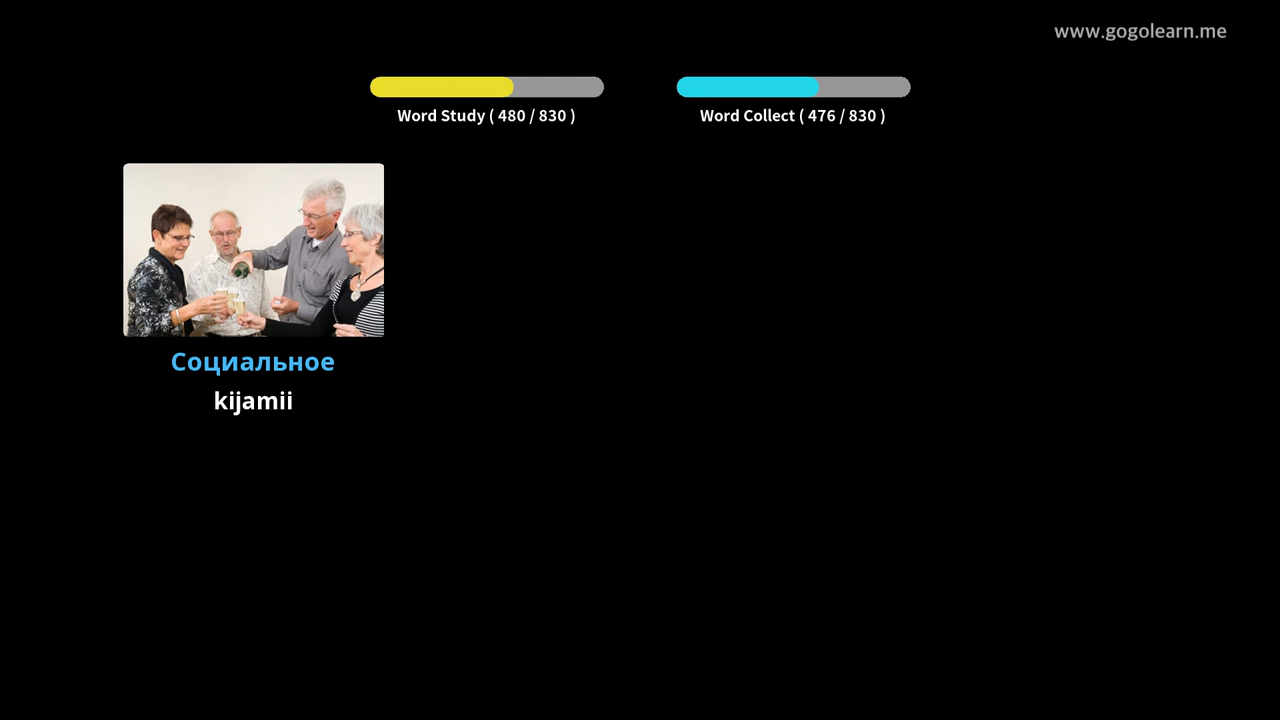 www.gogolearn.me
Word Study ( 480 / 830 )
Word Collect ( 476 / 830 )
Социальное
kijamii